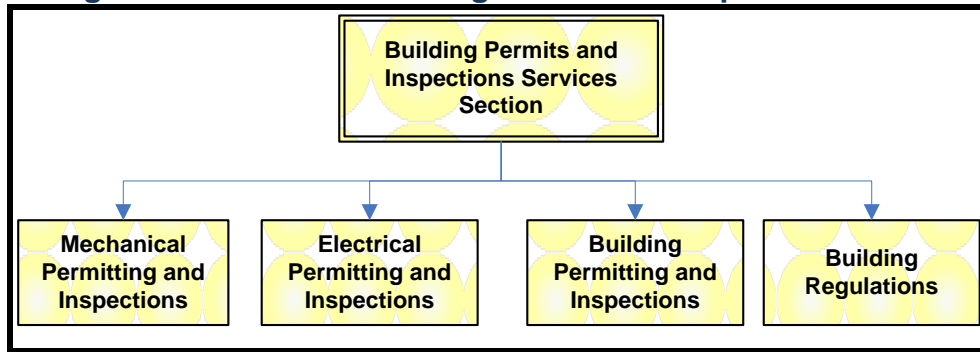 Building Permits and
Inspections Services
Section
Mechanical
Permitting and
Inspections
Electrical
Permitting and
Inspections
Building
Permitting and
Inspections
Building
Regulations